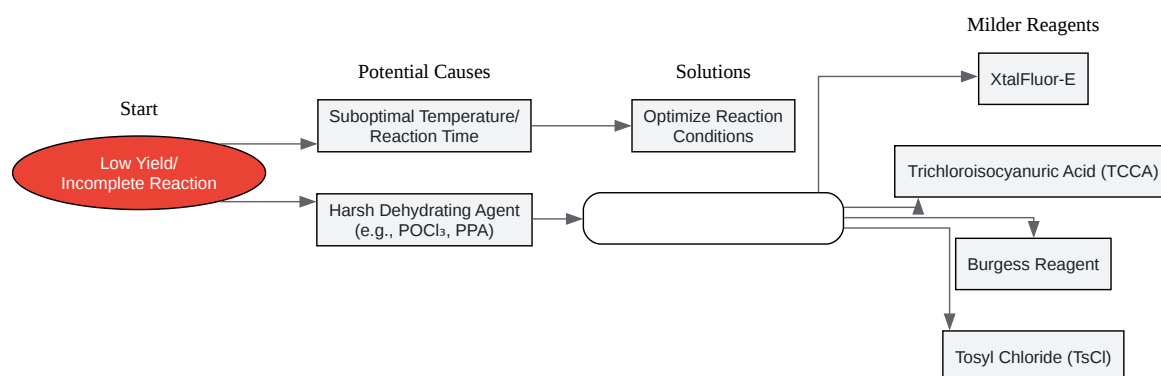 Milder Reagents
XtalFluor-E
Potential Causes
Solutions
Start
Suboptimal Temperature/
Reaction Time
Optimize Reaction
Conditions
Low Yield/
Incomplete Reaction
Trichloroisocyanuric Acid (TCCA)
Harsh Dehydrating Agent
(e.g., POCl₃, PPA)
Burgess Reagent
Tosyl Chloride (TsCl)